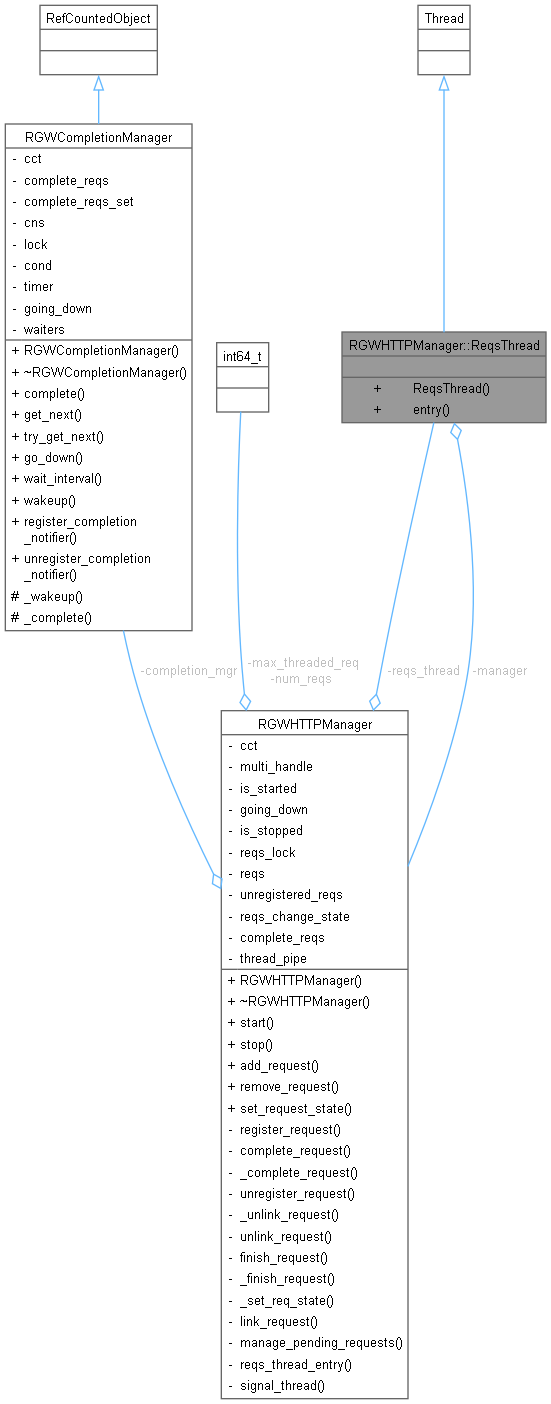 RefCountedObject
Thread
RGWCompletionManager
- cct
- complete_reqs
- complete_reqs_set
- cns
- lock
- cond
- timer
- going_down
- waiters
+ RGWCompletionManager()
+ ~RGWCompletionManager()
+ complete()
+ get_next()
+ try_get_next()
+ go_down()
+ wait_interval()
+ wakeup()
+ register_completion
_notifier()
+ unregister_completion
_notifier()
# _wakeup()
# _complete()
int64_t
RGWHTTPManager::ReqsThread
+ ReqsThread()
+ entry()
-completion_mgr
-max_threaded_req
-num_reqs
-reqs_thread
-manager
RGWHTTPManager
- cct
- multi_handle
- is_started
- going_down
- is_stopped
- reqs_lock
- reqs
- unregistered_reqs
- reqs_change_state
- complete_reqs
- thread_pipe
+ RGWHTTPManager()
+ ~RGWHTTPManager()
+ start()
+ stop()
+ add_request()
+ remove_request()
+ set_request_state()
- register_request()
- complete_request()
- _complete_request()
- unregister_request()
- _unlink_request()
- unlink_request()
- finish_request()
- _finish_request()
- _set_req_state()
- link_request()
- manage_pending_requests()
- reqs_thread_entry()
- signal_thread()